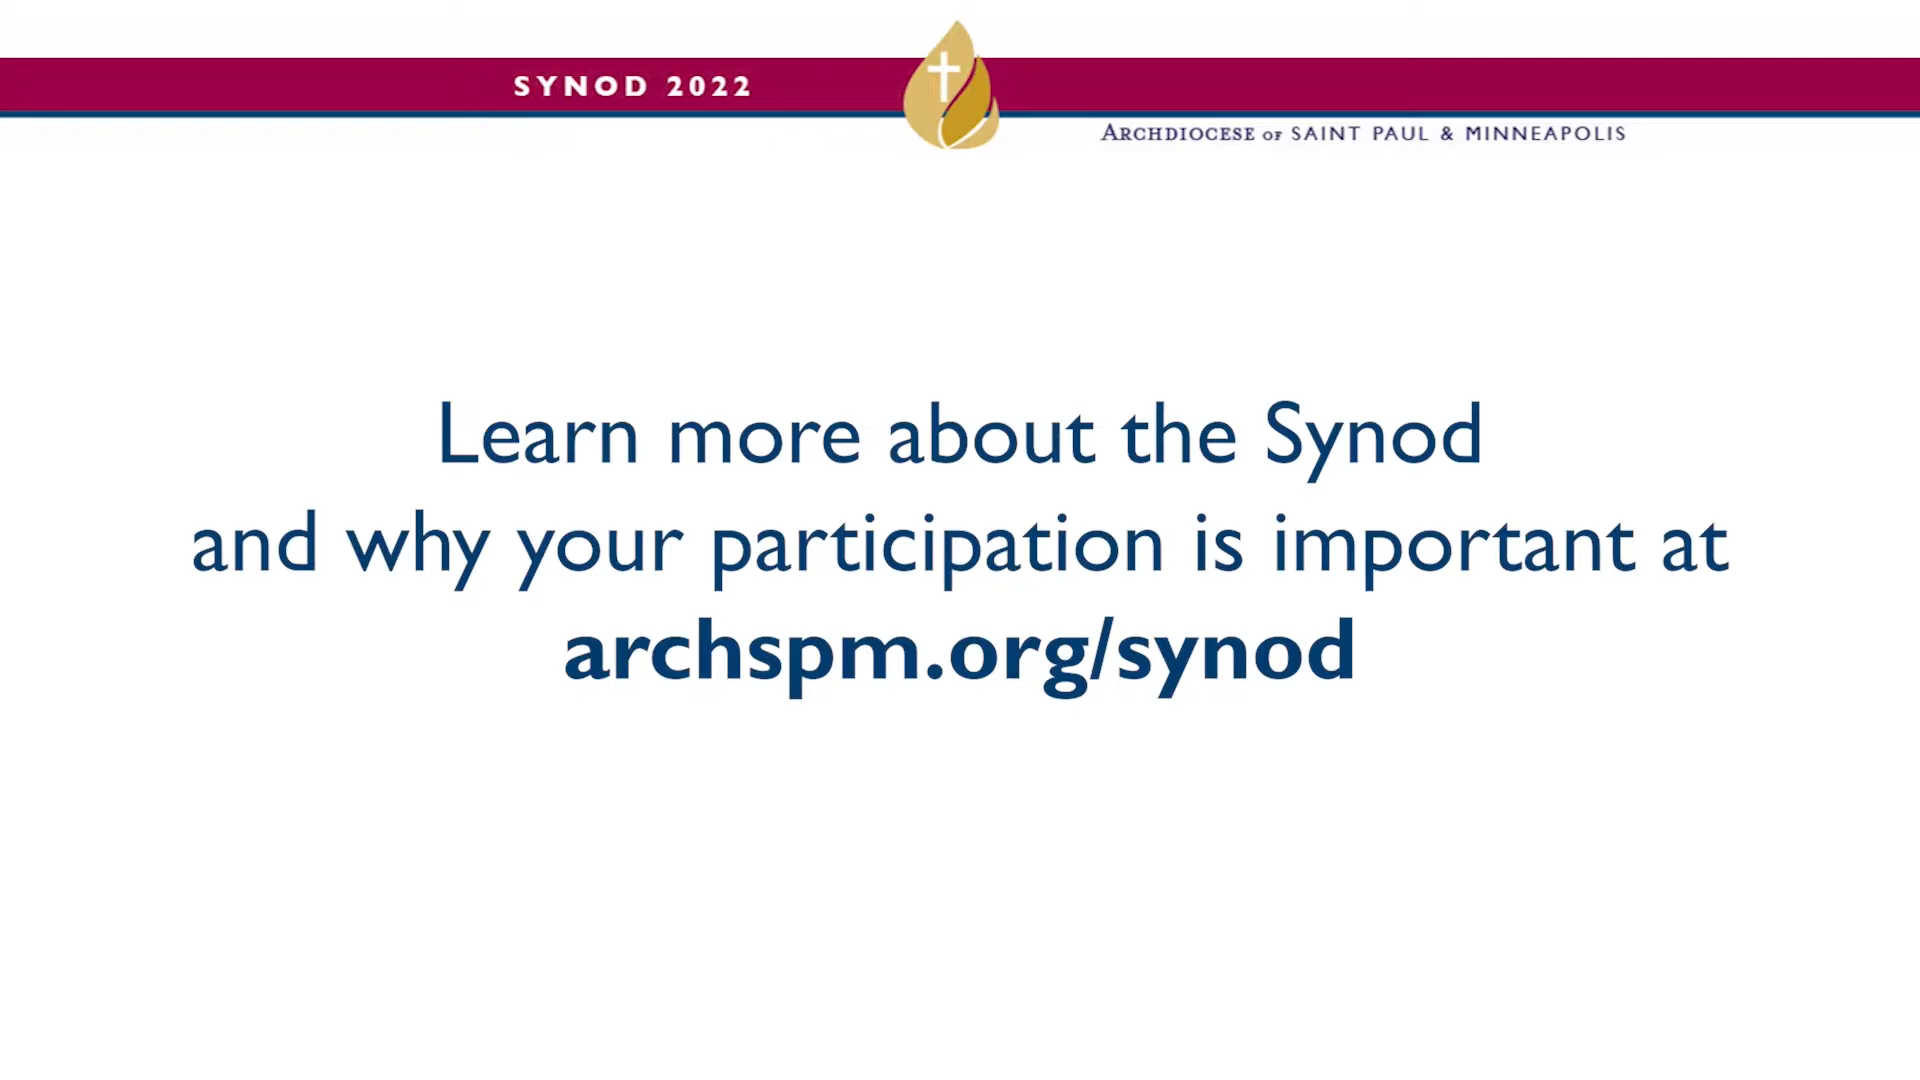 SYNOD 2022
ARCHDIOCESE OF SAINT PAUL & MINNEAPOLIS
Learn more about the Synod
and why your participation is important at
archspm.org/synod